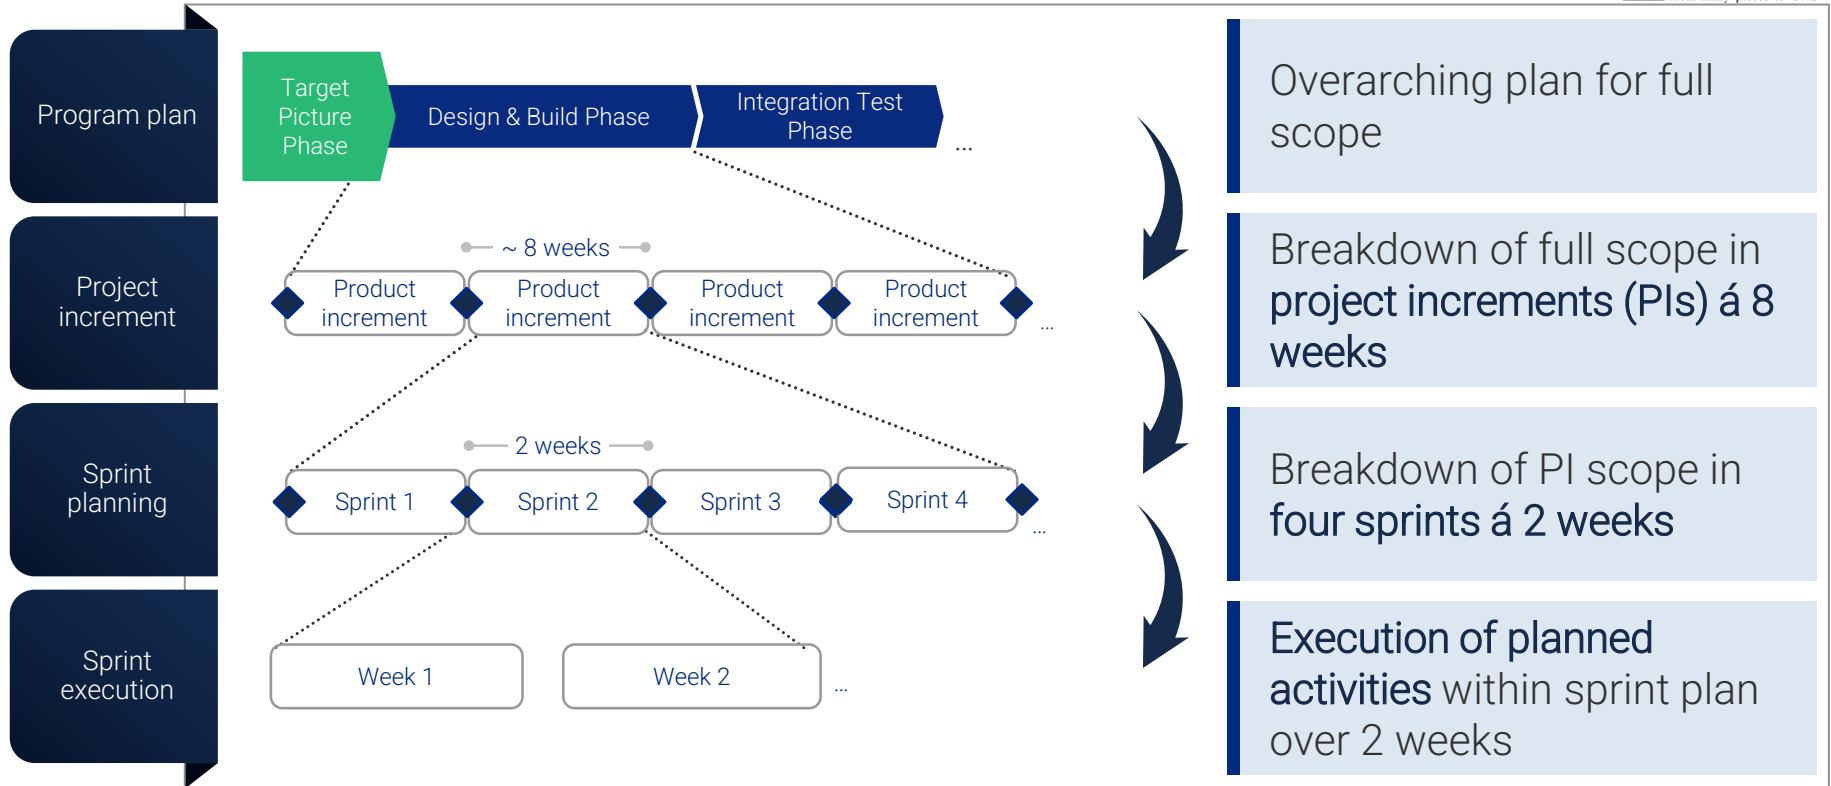 Program plan
Target
Picture
Phase
Design & Build Phase
Integration Test
Phase
...
Overarching plan for full
scope
Project
increment
~ 8 weeks
Product
increment
Product
increment
Product
increment
Product
increment
...
Breakdown of full scope in
project increments (PIs) á 8
weeks
Sprint
planning
2 weeks
Sprint 1
Sprint 2
Sprint 3
Sprint 4
...
Breakdown of PI scope in
four sprints á 2 weeks
Sprint
execution
Week 1
Week 2
...
Execution of planned
activities within sprint plan
over 2 weeks